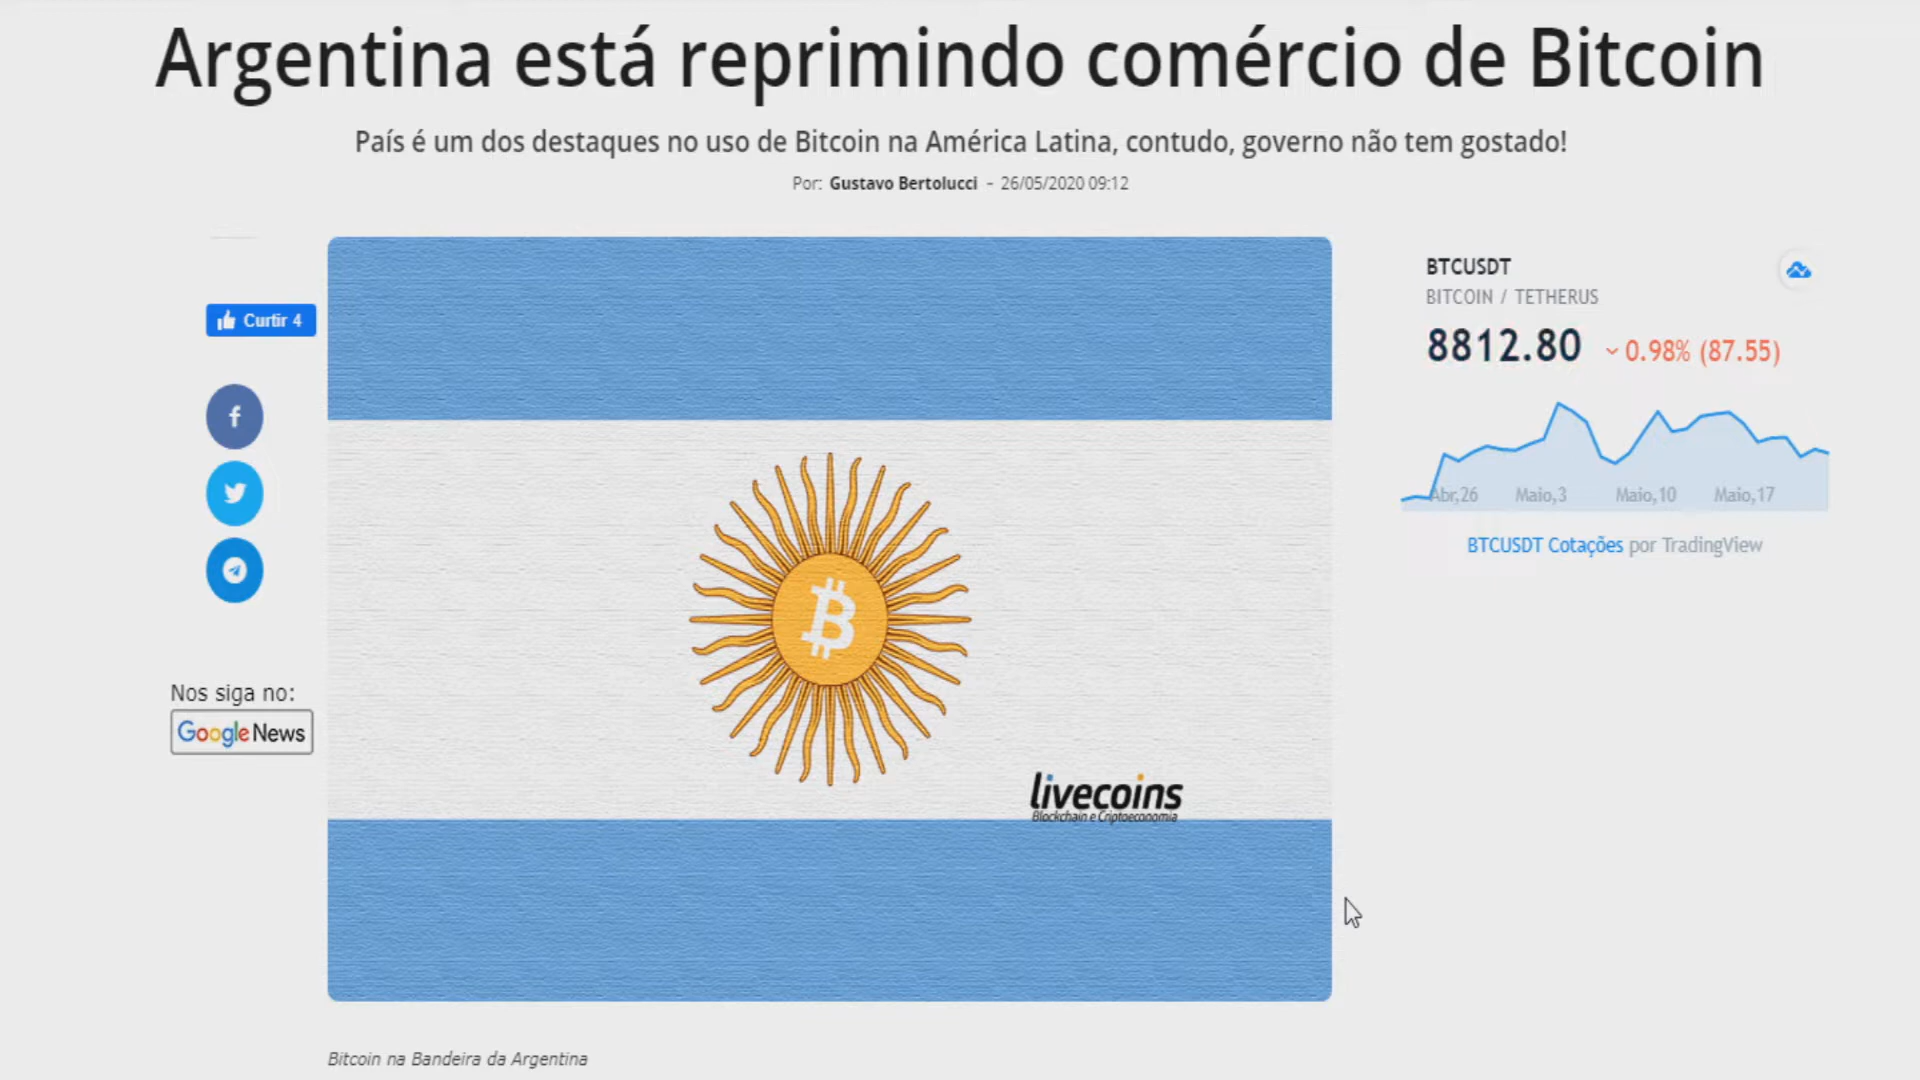 Argentina está reprimindo comércio de Bitcoin
País é um dos destaques no uso de Bitcoin na América Latina, contudo, governo não tem gostado!
Por: Gustavo Bertolucci - 26/05/2020 09:12
Curtir 4
Nos siga no:
Google News
livecoins
Blockchain e Criptoeconomia
Bitcoin na Bandeira da Argentina
BTCUSDT
BITCOIN / TETHERUS
8812.80 0.98% (87.55)
Abr,26 Maio,3 Maio,10 Maio,17
BTCUSDT Cotações por TradingView